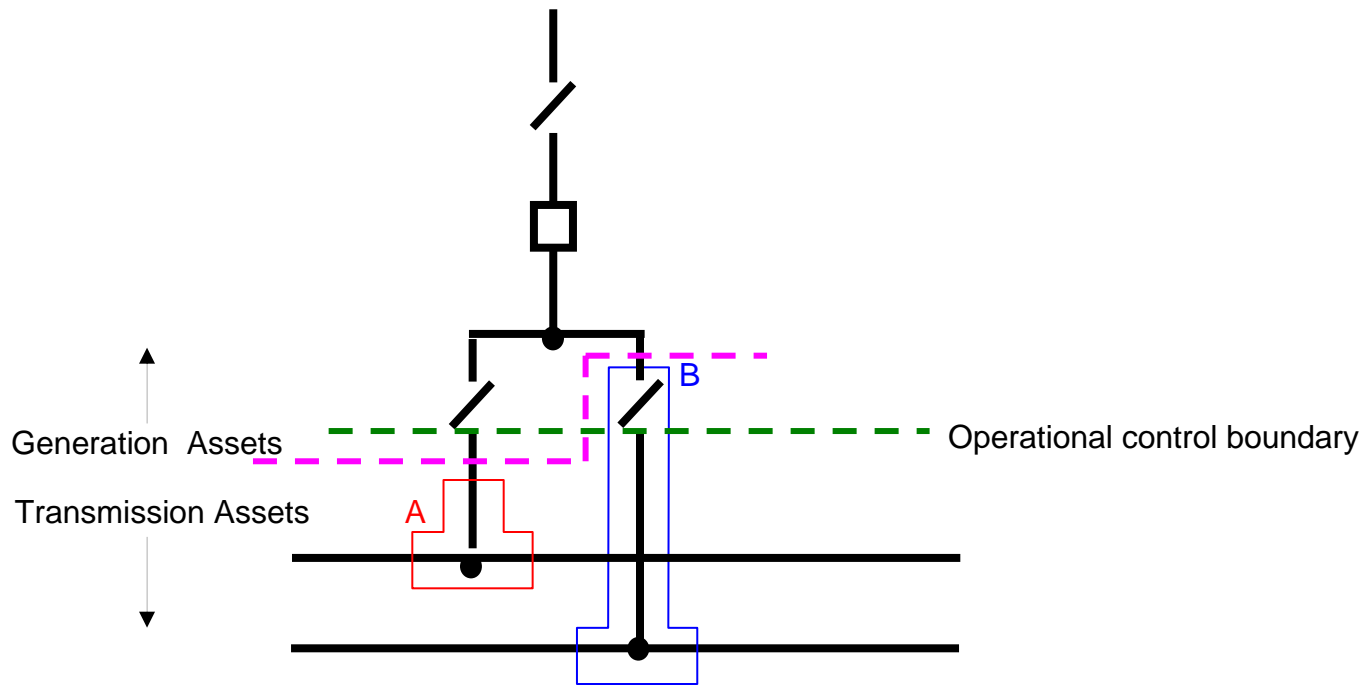 B
Generation  Assets
Operational control boundary
A
Transmission Assets